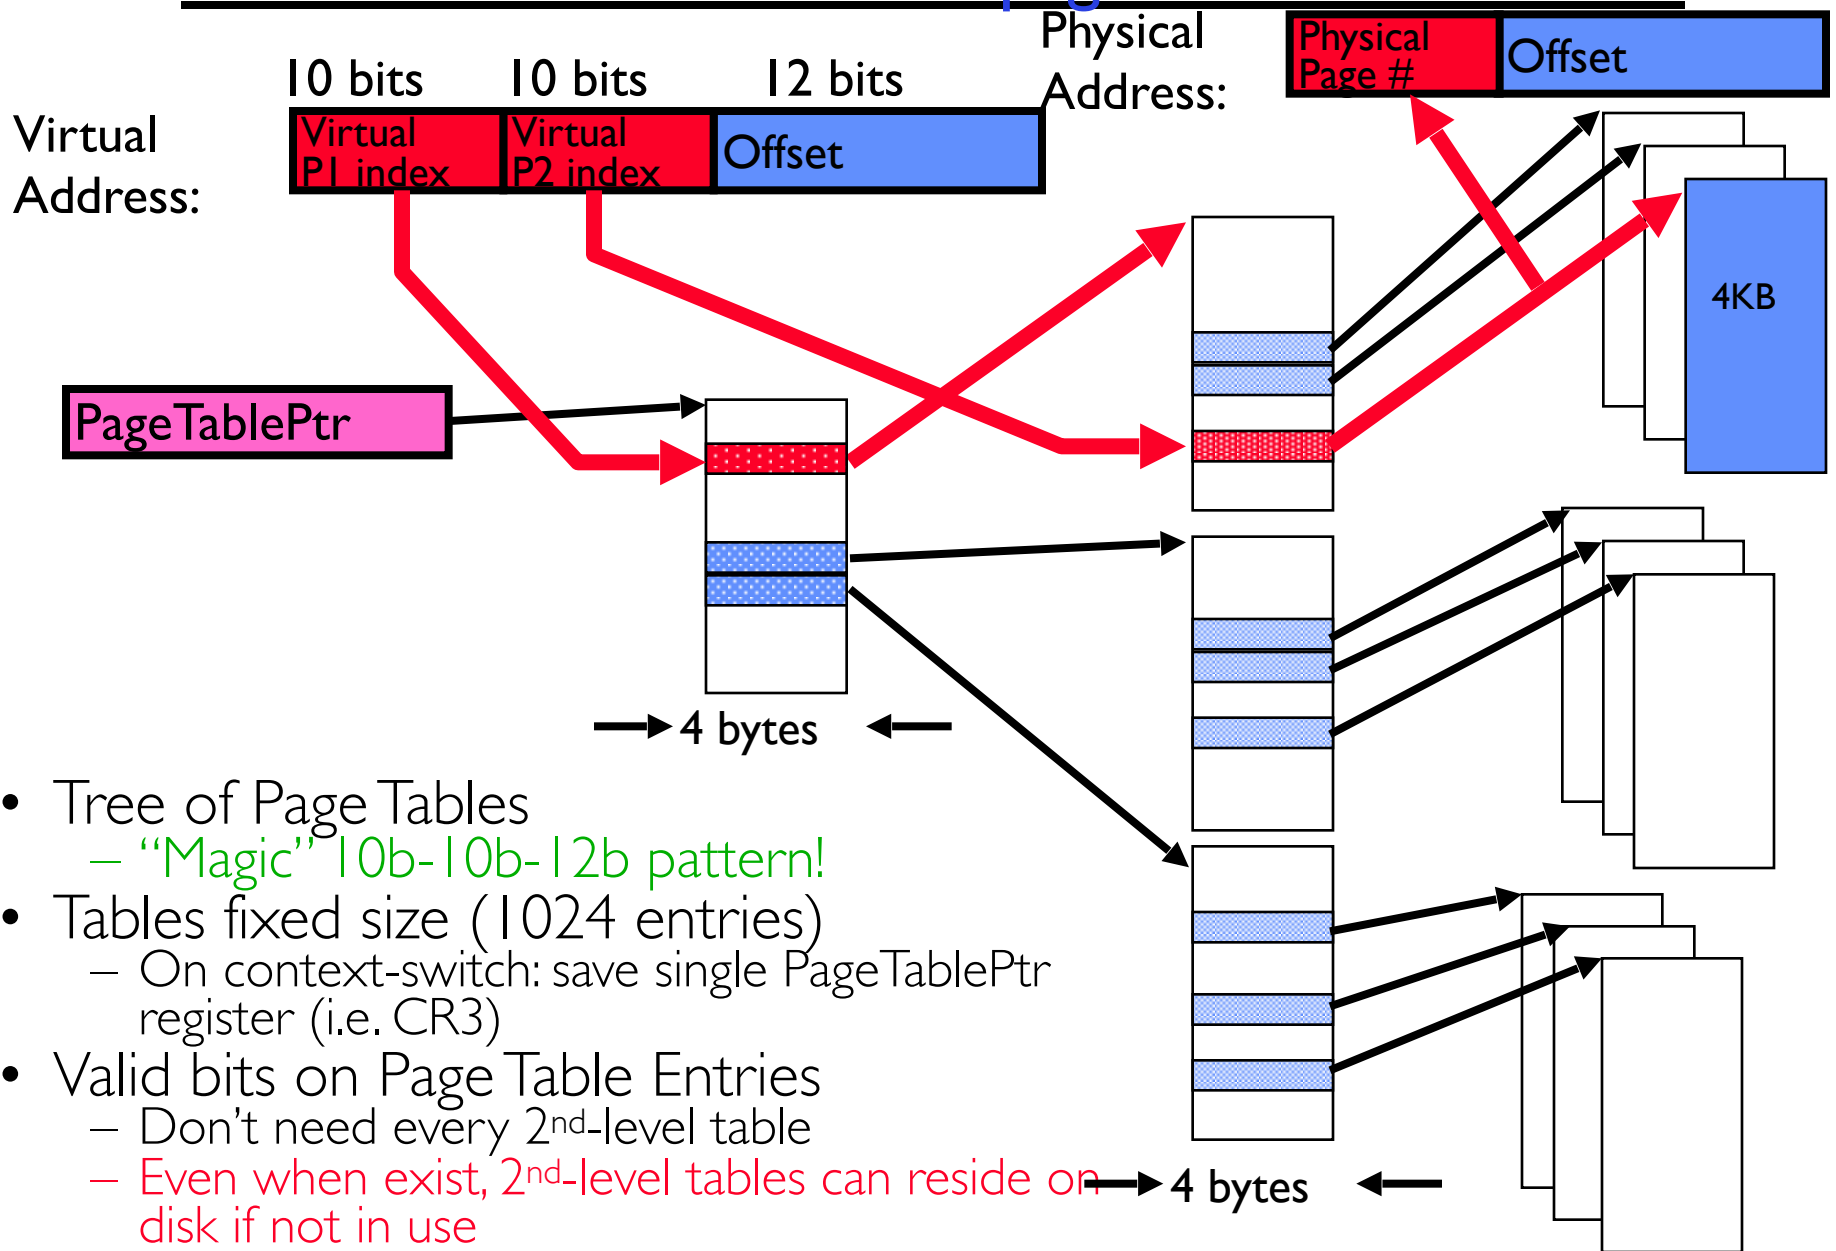 Physical
Address:
Physical
Page #
Offset
10 bits
10 bits
12 bits
Virtual
Address:
Virtual
P1 index
Virtual
P2 index
Offset
4KB
PageTablePtr
4 bytes
• Tree of Page Tables
– “Magic” 10b-10b-12b pattern!
• Tables fixed size (1024 entries)
– On context-switch: save single PageTablePtr
register (i.e. CR3)
• Valid bits on Page Table Entries
– Don’t need every 2nd-level table
– Even when exist, 2nd-level tables can reside on
disk if not in use
4 bytes